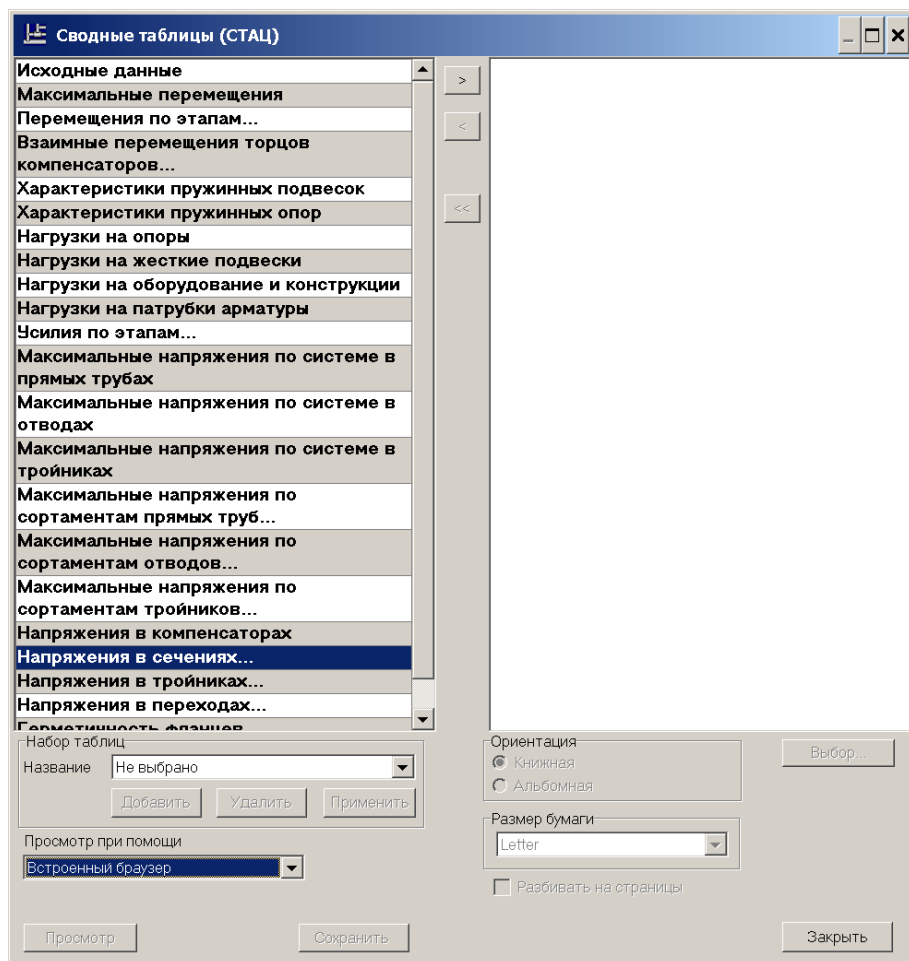 Сводные таблицы (СТАЦ)
Исходные данные
Максимальные перемещения
Перемещения по этапам...
Взаимные перемещения торцов
компенсаторов...
Характеристики пружинных подвесок
Характеристики пружинных опор
Нагрузки на опоры
Нагрузки на жесткие подвески
Нагрузки на оборудование и конструкции
Нагрузки на патрубки арматуры
Усилия по этапам...
Максимальные напряжения по системе в
прямых трубах
Максимальные напряжения по системе в
отводах
Максимальные напряжения по системе в
тройниках
Максимальные напряжения по
сортаментам прямых труб...
Максимальные напряжения по
сортаментам отводов...
Максимальные напряжения по
сортаментам тройников...
Напряжения в компенсаторах
Напряжения в сечениях...
Напряжения в тройниках...
Напряжения в переходах...
Герметичность фланцев
>
<
<<
Набор таблиц
Название Не выбрано
Добавить Удалить Применить
Просмотр при помощи
Встроенный браузер
Просмотр Сохранить
Ориентация
Книжная
Альбомная
Выбор...
Размер бумаги
Letter
Разбивать на страницы
Закрыть